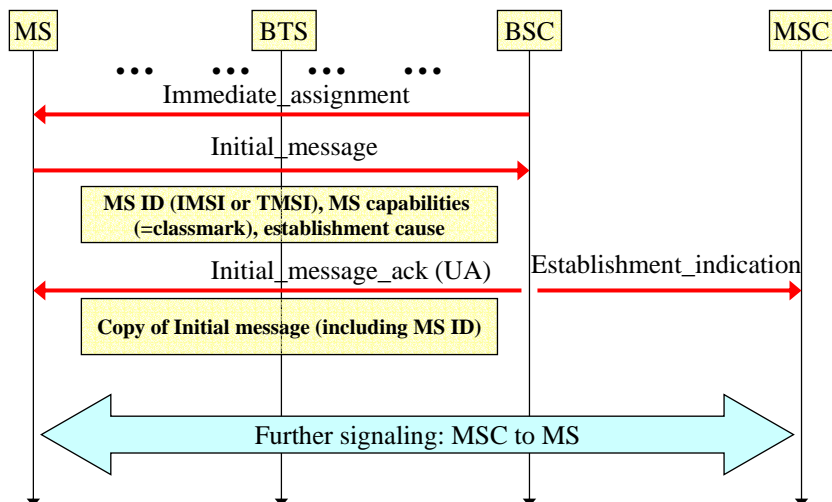 MS BTS BSC MSC
... ... ... ...
Immediate_assignment
Initial_message
MS ID (IMSI or TMSI), MS capabilities
(=classmark), establishment cause
Initial_message_ack (UA)
Establishment_indication
Copy of Initial message (including MS ID)
Further signaling: MSC to MS